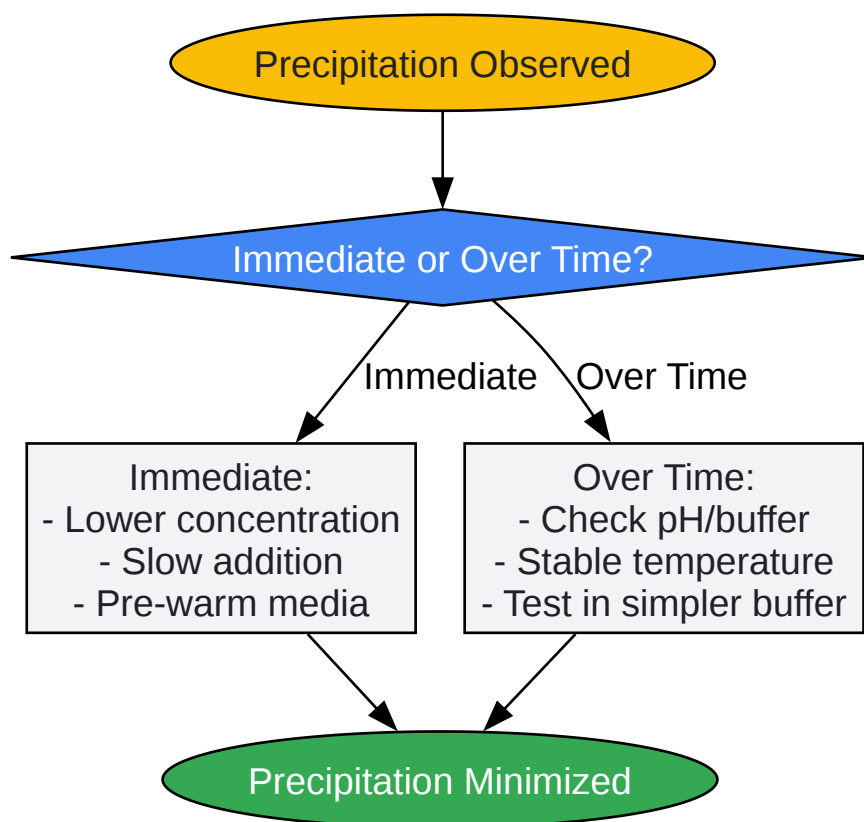 Precipitation Observed
Immediate or Over Time?
Immediate
Over Time
Immediate:
- Lower concentration
- Slow addition
- Pre-warm media
Over Time:
- Check pH/buffer
- Stable temperature
- Test in simpler buffer
Precipitation Minimized